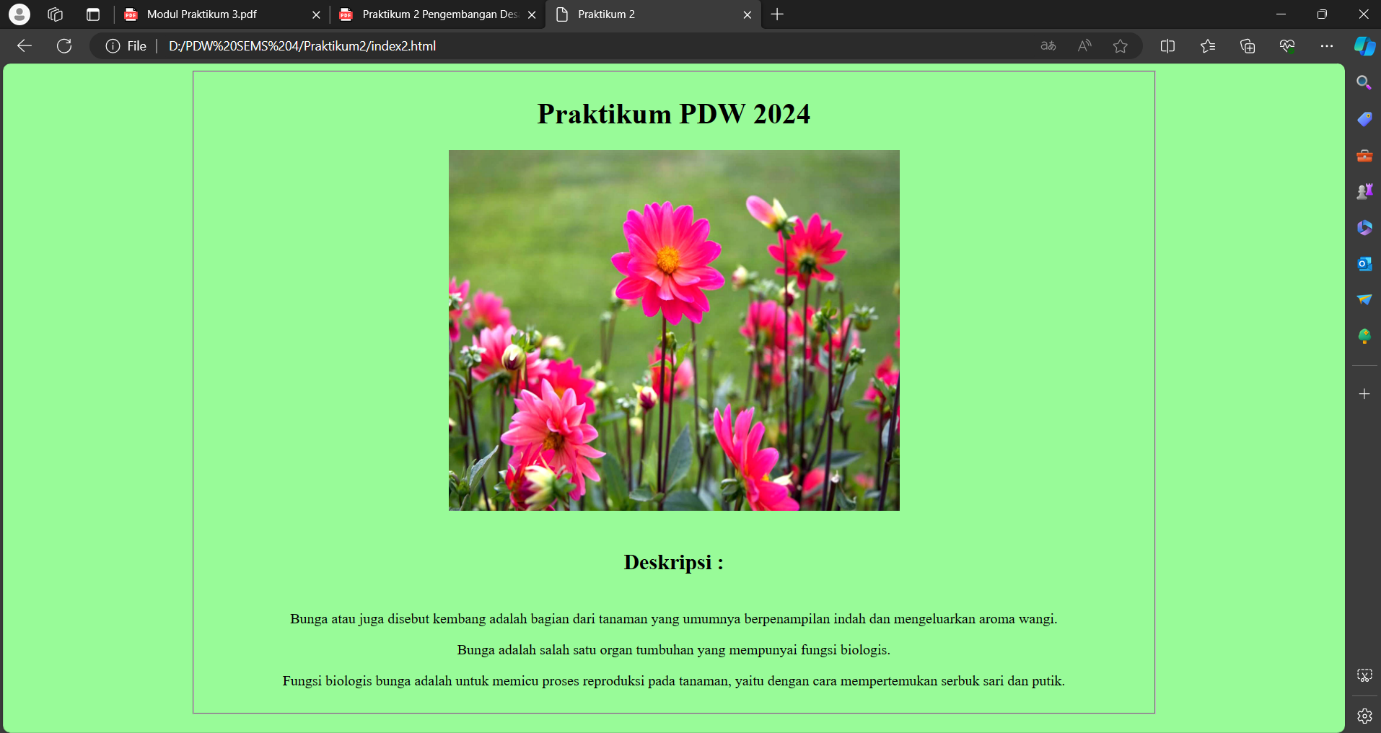 Modul Praktikum 3.pdf
Praktikum 2 Pengembangan Des
Praktikum 2
File
D:/PDW%20SEMS%204/Praktikum2/index2.html
Praktikum PDW 2024
Deskripsi :
Bunga atau juga disebut kembang adalah bagian dari tanaman yang umumnya berpenampilan indah dan mengeluarkan aroma wangi.
Bunga adalah salah satu organ tumbuhan yang mempunyai fungsi biologis.
Fungsi biologis bunga adalah untuk memicu proses reproduksi pada tanaman, yaitu dengan cara mempertemukan serbuk sari dan putik.